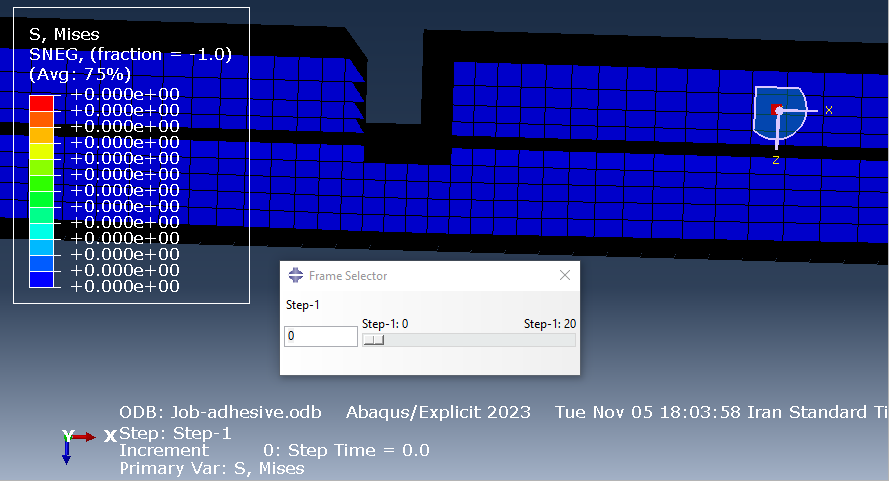 S, Mises
SNEG, (fraction = -1.0)
(Avg: 75%)
+0.000e+00
+0.000e+00
+0.000e+00
+0.000e+00
+0.000e+00
+0.000e+00
+0.000e+00
+0.000e+00
+0.000e+00
+0.000e+00
+0.000e+00
+0.000e+00
+0.000e+00
X
Z
Frame Selector
Step-1
Step-1: 0 Step-1: 20
0
ODB: Job-adhesive.odb Abaqus/Explicit 2023 Tue Nov 05 18:03:58 Iran Standard Ti
Y X Step: Step-1
Increment 0: Step Time = 0.0
Primary Var: S, Mises